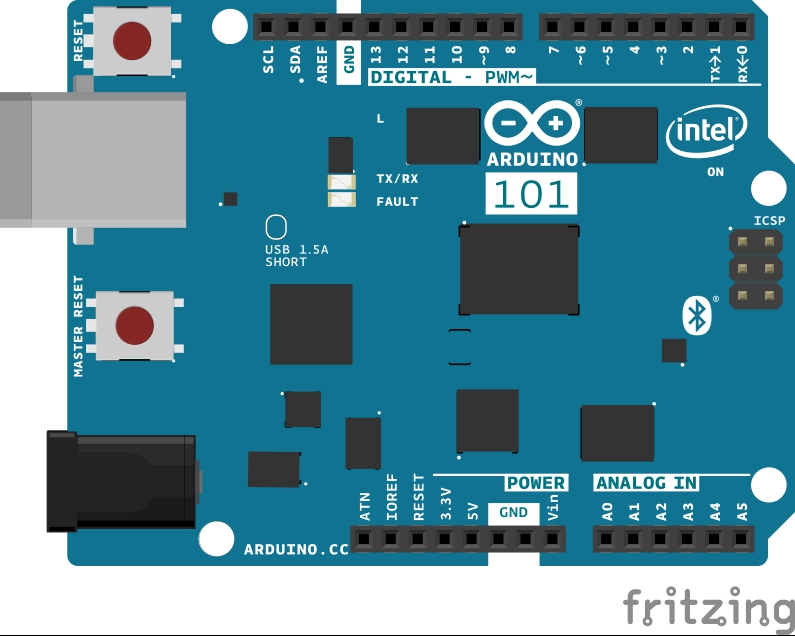 RESET
SCL
SDA
AREF
GND
13
12
11
10
~9
8
7
~6
~5
4
~3
2
TX→1
RX←0
DIGITAL - PWM~
L
ARDUINO
®
intel
ON
TX/RX
FAULT
101
ICSP
USB 1.5A
SHORT
MASTER RESET
®
POWER
ANALOG IN
ATN
IOREF
RESET
3.3V
5V
GND
Vin
A0
A1
A2
A3
A4
A5
ARDUINO.CC
fritzing